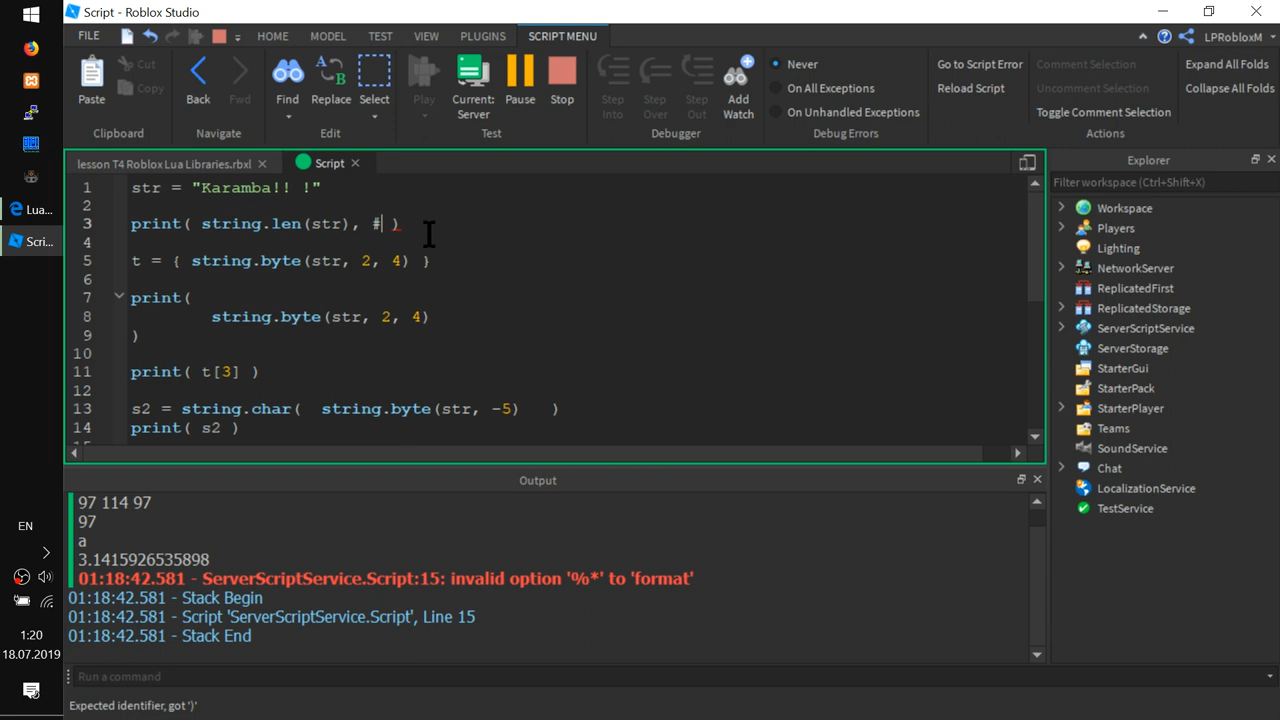 Script - Roblox Studio
FILE HOME MODEL TEST VIEW PLUGINS SCRIPT MENU LPRobloxM
Paste Cut Copy Back Fwd Find Replace Select Play Current: Server Pause Stop Step Into Step Over Step Out Add Watch
Never
On All Exceptions
On Unhandled Exceptions
Go to Script Error
Reload Script
Comment Selection
Uncomment Selection
Toggle Comment Selection
Expand All Folds
Collapse All Folds
Clipboard Navigate Edit Test Debugger Debug Errors Actions
lesson T4 Roblox Lua Libraries.rbxl Script
1 str = "Karamba!! !"
2
3 print( string.len(str), # )
4
5 t = { string.byte(str, 2, 4) }
6
7 print(
8 string.byte(str, 2, 4)
9 )
10
11 print( t[3] )
12
13 s2 = string.char( string.byte(str, -5) )
14 print( s2 )
15
Explorer
Filter workspace (Ctrl+Shift+X)
Workspace
Players
Lighting
NetworkServer
ReplicatedFirst
ReplicatedStorage
ServerScriptService
ServerStorage
StarterGui
StarterPack
StarterPlayer
Teams
SoundService
Chat
LocalizationService
TestService
Output
97 114 97
97
a
3.1415926535898
01:18:42.581 - ServerScriptService.Script:15: invalid option '%*' to 'format'
01:18:42.581 - Stack Begin
01:18:42.581 - Script 'ServerScriptService.Script', Line 15
01:18:42.581 - Stack End
Run a command
Expected identifier, got ')'
Lua...
Scri...
EN
1:20
18.07.2019